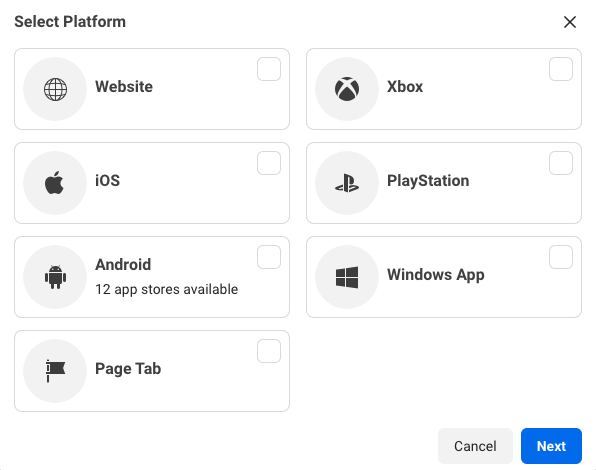 Select Platform
Website
Xbox
iOS
PlayStation
Android
12 app stores available
Windows App
Page Tab
Cancel
Next